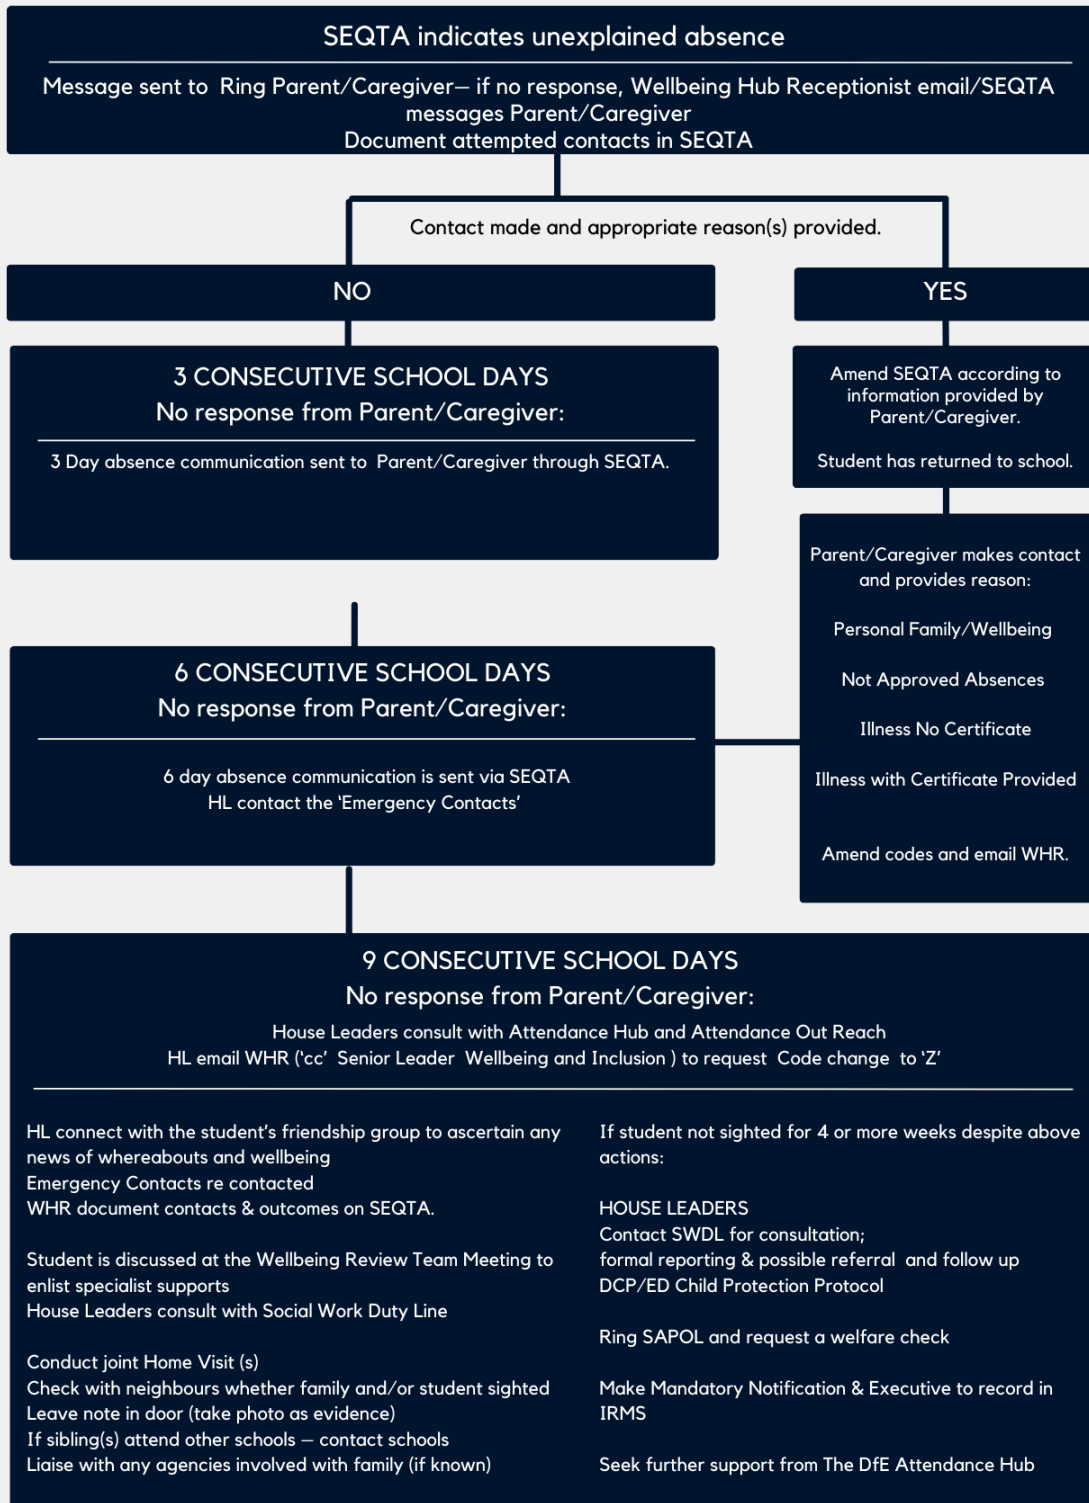 SEQTA indicates unexplained absence
Message sent to Ring Parent/Caregiver– if no response, Wellbeing Hub Receptionist email/SEQTA
messages Parent/Caregiver
Document attempted contacts in SEQTA
Contact made and appropriate reason(s) provided.
NO
YES
3 CONSECUTIVE SCHOOL DAYS
No response from Parent/Caregiver:
3 Day absence communication sent to Parent/Caregiver through SEQTA.
Amend SEQTA according to
information provided by
Parent/Caregiver.
Student has returned to school.
Parent/Caregiver makes contact
and provides reason:
Personal Family/Wellbeing
Not Approved Absences
Illness No Certificate
Illness with Certificate Provided
Amend codes and email WHR.
6 CONSECUTIVE SCHOOL DAYS
No response from Parent/Caregiver:
6 day absence communication is sent via SEQTA
HL contact the ‘Emergency Contacts’
9 CONSECUTIVE SCHOOL DAYS
No response from Parent/Caregiver:
House Leaders consult with Attendance Hub and Attendance Out Reach
HL email WHR (‘cc’ Senior Leader Wellbeing and Inclusion ) to request Code change to ‘Z’
HL connect with the student’s friendship group to ascertain any
news of whereabouts and wellbeing
Emergency Contacts re contacted
WHR document contacts & outcomes on SEQTA.
Student is discussed at the Wellbeing Review Team Meeting to
enlist specialist supports
House Leaders consult with Social Work Duty Line
Conduct joint Home Visit (s)
Check with neighbours whether family and/or student sighted
Leave note in door (take photo as evidence)
If sibling(s) attend other schools – contact schools
Liaise with any agencies involved with family (if known)
If student not sighted for 4 or more weeks despite above
actions:
HOUSE LEADERS
Contact SWDL for consultation;
formal reporting & possible referral and follow up
DCP/ED Child Protection Protocol
Ring SAPOL and request a welfare check
Make Mandatory Notification & Executive to record in
IRMS
Seek further support from The DfE Attendance Hub